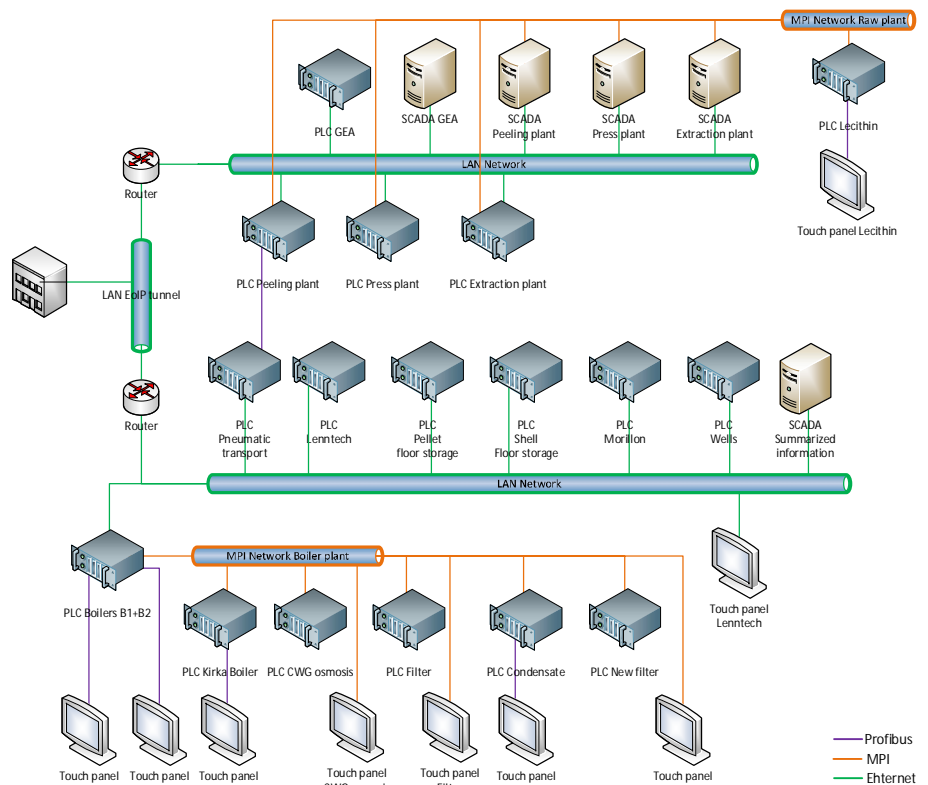 MPI Network Raw plant
PLC GEA
SCADA GEA
SCADA
Peeling plant
SCADA
Press plant
SCADA
Extraction plant
PLC Lecithin
LAN Network
Router
Touch panel Lecithin
PLC Peeling plant
PLC Press plant
PLC Extraction plant
LAN EoIP tunnel
Router
PLC
Pneumatic
transport
PLC
Lenntech
PLC
Pellet
floor storage
PLC
Shell
Floor storage
PLC
Morillon
PLC
Wells
SCADA
Summarized
information
LAN Network
MPI Network Boiler plant
PLC Boilers B1+B2
Touch panel
Lenntech
PLC Kirka Boiler
PLC CWG osmosis
PLC Filter
PLC Condensate
PLC New filter
Touch panel
Touch panel
Touch panel
Touch panel
Touch panel
Touch panel
Touch panel
Profibus
MPI
Ehternet